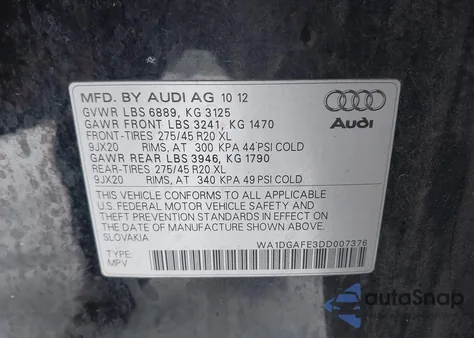 MFD. BY AUDI AG 10 12
GVWR LBS 6889, KG 3125
GAWR FRONT LBS 3241, KG 1470
FRONT-TIRES 275/45 R20 XL
9JX20 RIMS, AT 300 KPA 44 PSI COLD
GAWR REAR LBS 3946, KG 1790
REAR-TIRES 275/45 R20 XL
9JX20 RIMS, AT 340 KPA 49 PSI COLD
Audi
THIS VEHICLE CONFORMS TO ALL APPLICABLE
U.S. FEDERAL MOTOR VEHICLE SAFETY AND
THEFT PREVENTION STANDARDS IN EFFECT ON
THE DATE OF MANUFACTURE SHOWN ABOVE.
SLOVAKIA
WA1DGAFE3DD007376
TYPE:
MPV
autoSnap